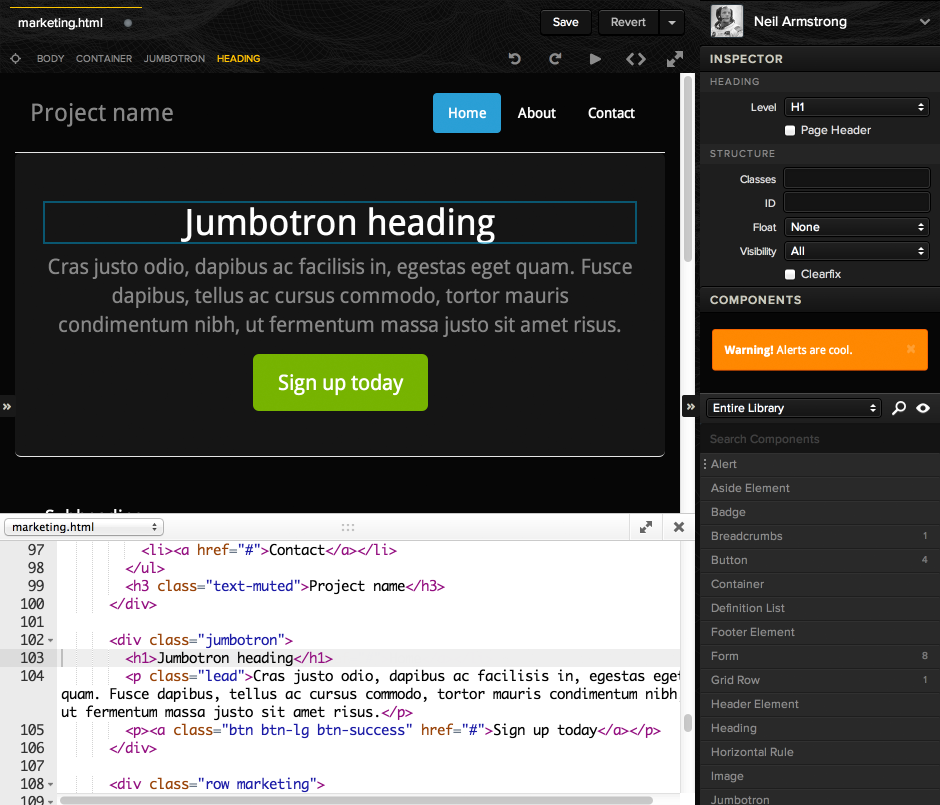 marketing.html
Save
Revert
Neil Armstrong
BODY CONTAINER JUMBOTRON HEADING
INSPECTOR
HEADING
Level H1
Page Header
STRUCTURE
Classes
ID
Float None
Visibility All
Clearfix
COMPONENTS
Warning! Alerts are cool.
Entire Library
Search Components
Alert
Aside Element
Badge
Breadcrumbs 1
Button 4
Container
Definition List
Footer Element
Form 8
Grid Row 1
Header Element
Heading
Horizontal Rule
Image
Jumbotron
Project name
Home About Contact
Jumbotron heading
Cras justo odio, dapibus ac facilisis in, egestas eget quam. Fusce
dapibus, tellus ac cursus commodo, tortor mauris
condimentum nibh, ut fermentum massa justo sit amet risus.
Sign up today
marketing.html
97 <li><a href="#">Contact</a></li>
98 </ul>
99 <h3 class="text-muted">Project name</h3>
100 </div>
101
102 <div class="jumbotron">
103 <h1>Jumbotron heading</h1>
104 <p class="lead">Cras justo odio, dapibus ac facilisis in, egestas eget
quam. Fusce dapibus, tellus ac cursus commodo, tortor mauris condimentum nibh
ut fermentum massa justo sit amet risus.</p>
105 <p><a class="btn btn-lg btn-success" href="#">Sign up today</a></p>
106 </div>
107
108 <div class="row marketing">
109